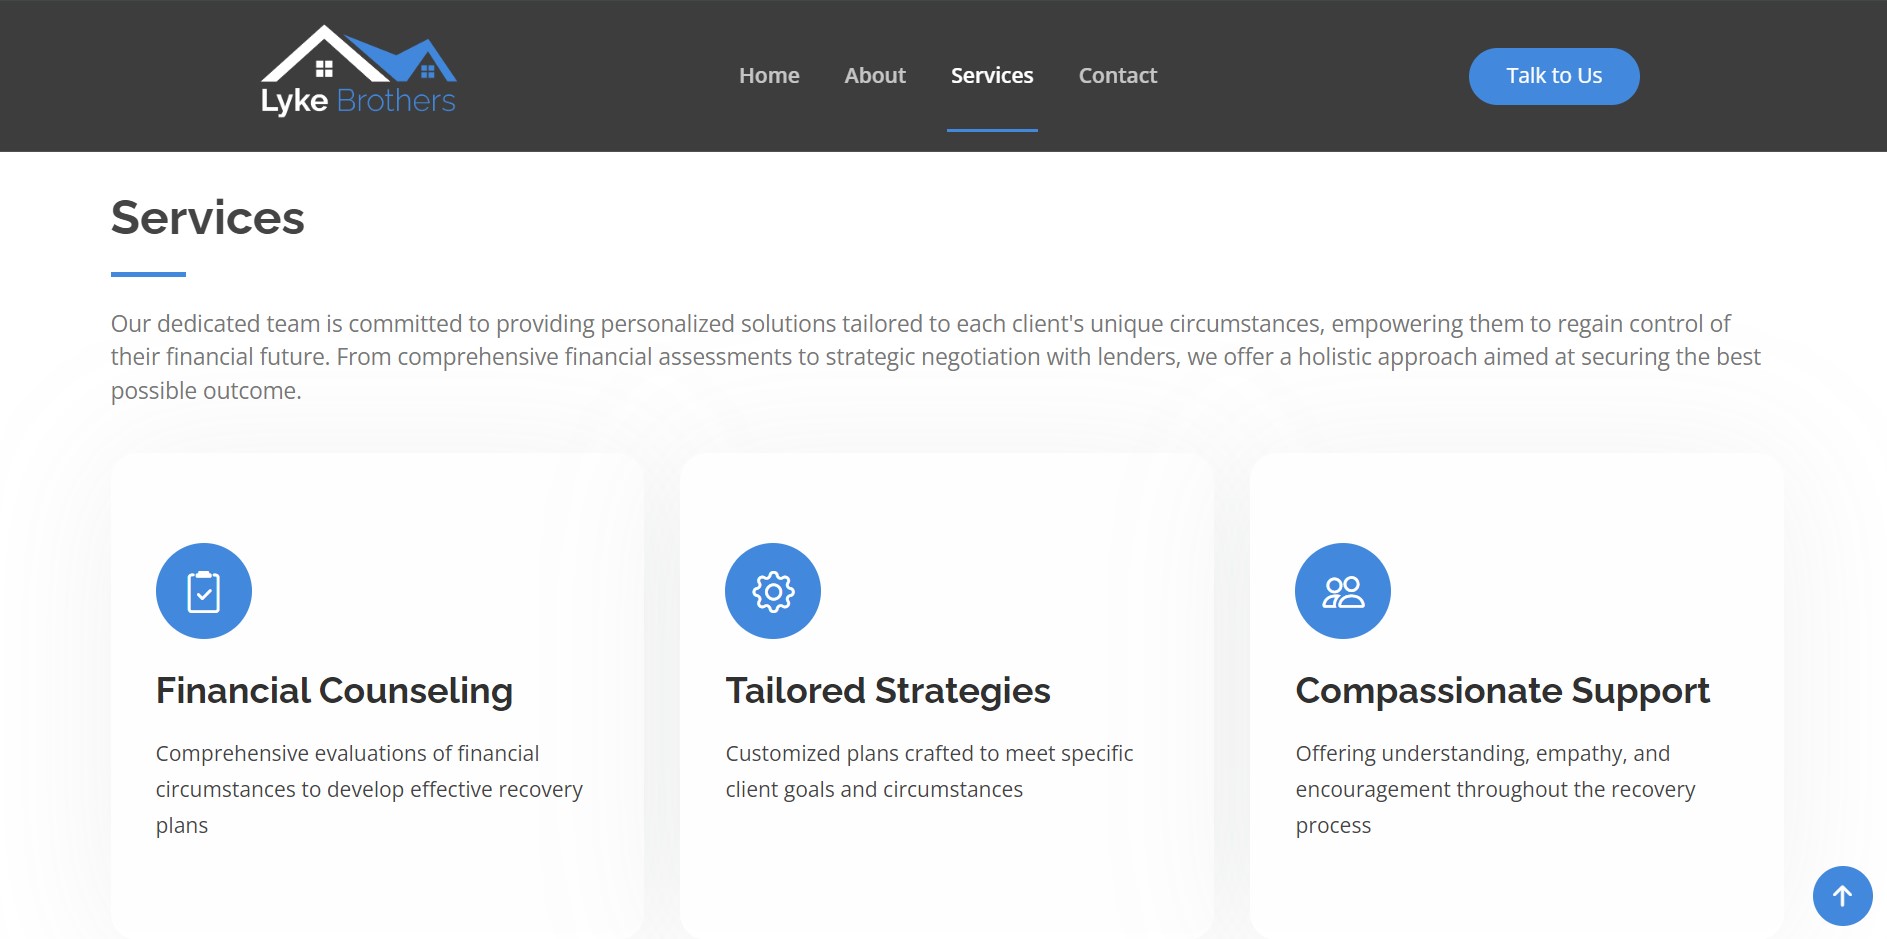 Lyke Brothers
Home
About
Services
Contact
Talk to Us
Services
Our dedicated team is committed to providing personalized solutions tailored to each client's unique circumstances, empowering them to regain control of
their financial future. From comprehensive financial assessments to strategic negotiation with lenders, we offer a holistic approach aimed at securing the best
possible outcome.
Financial Counseling
Comprehensive evaluations of financial
circumstances to develop effective recovery
plans
Tailored Strategies
Customized plans crafted to meet specific
client goals and circumstances
Compassionate Support
Offering understanding, empathy, and
encouragement throughout the recovery
process